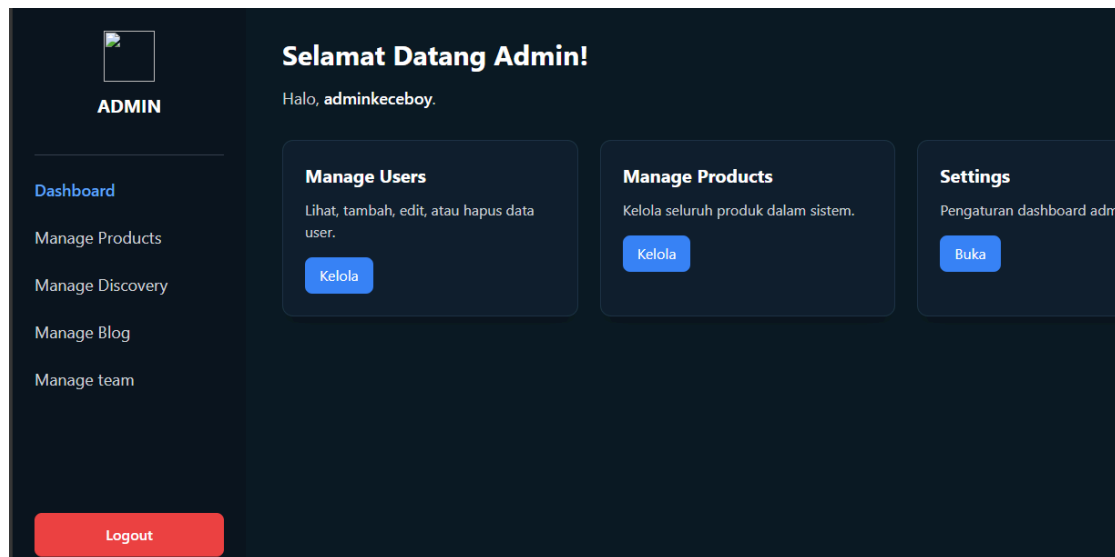 ADMIN
Dashboard
Manage Products
Manage Discovery
Manage Blog
Manage team
Logout
Selamat Datang Admin!
Halo, adminkeceboy.
Manage Users
Lihat, tambah, edit, atau hapus data
user.
Kelola
Manage Products
Kelola seluruh produk dalam sistem.
Kelola
Settings
Pengaturan dashboard adm
Buka